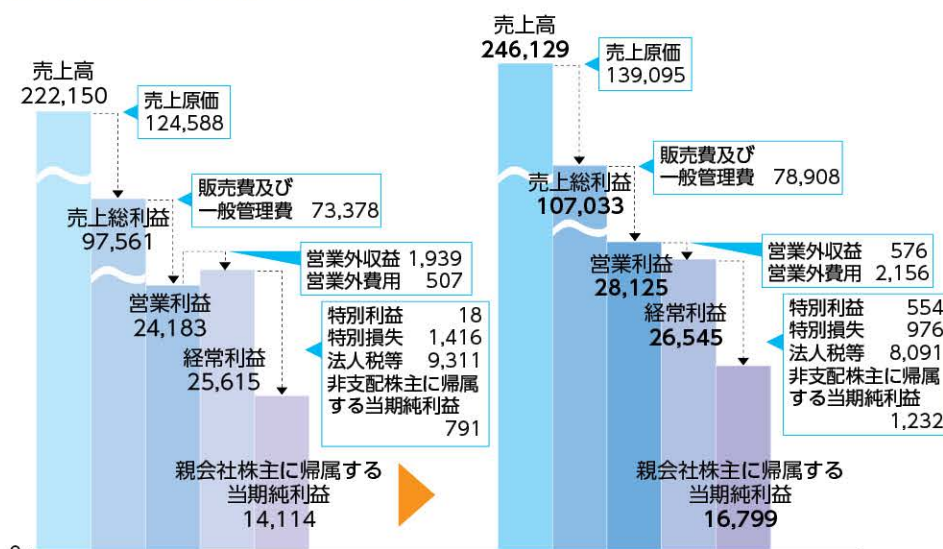 売上高
222,150
売上原価
124,588
販売費及び
一般管理費 73,378
売上総利益
97,561
営業外収益 1,939
営業外費用 507
営業利益
24,183
特別利益 18
特別損失 1,416
法人税等 9,311
非支配株主に帰属
する当期純利益
791
経常利益
25,615
親会社株主に帰属する
当期純利益
14,114
売上高
246,129
売上原価
139,095
販売費及び
一般管理費 78,908
売上総利益
107,033
営業外収益 576
営業外費用 2,156
営業利益
28,125
特別利益 554
特別損失 976
法人税等 8,091
非支配株主に帰属
する当期純利益
1,232
経常利益
26,545
親会社株主に帰属する
当期純利益
16,799